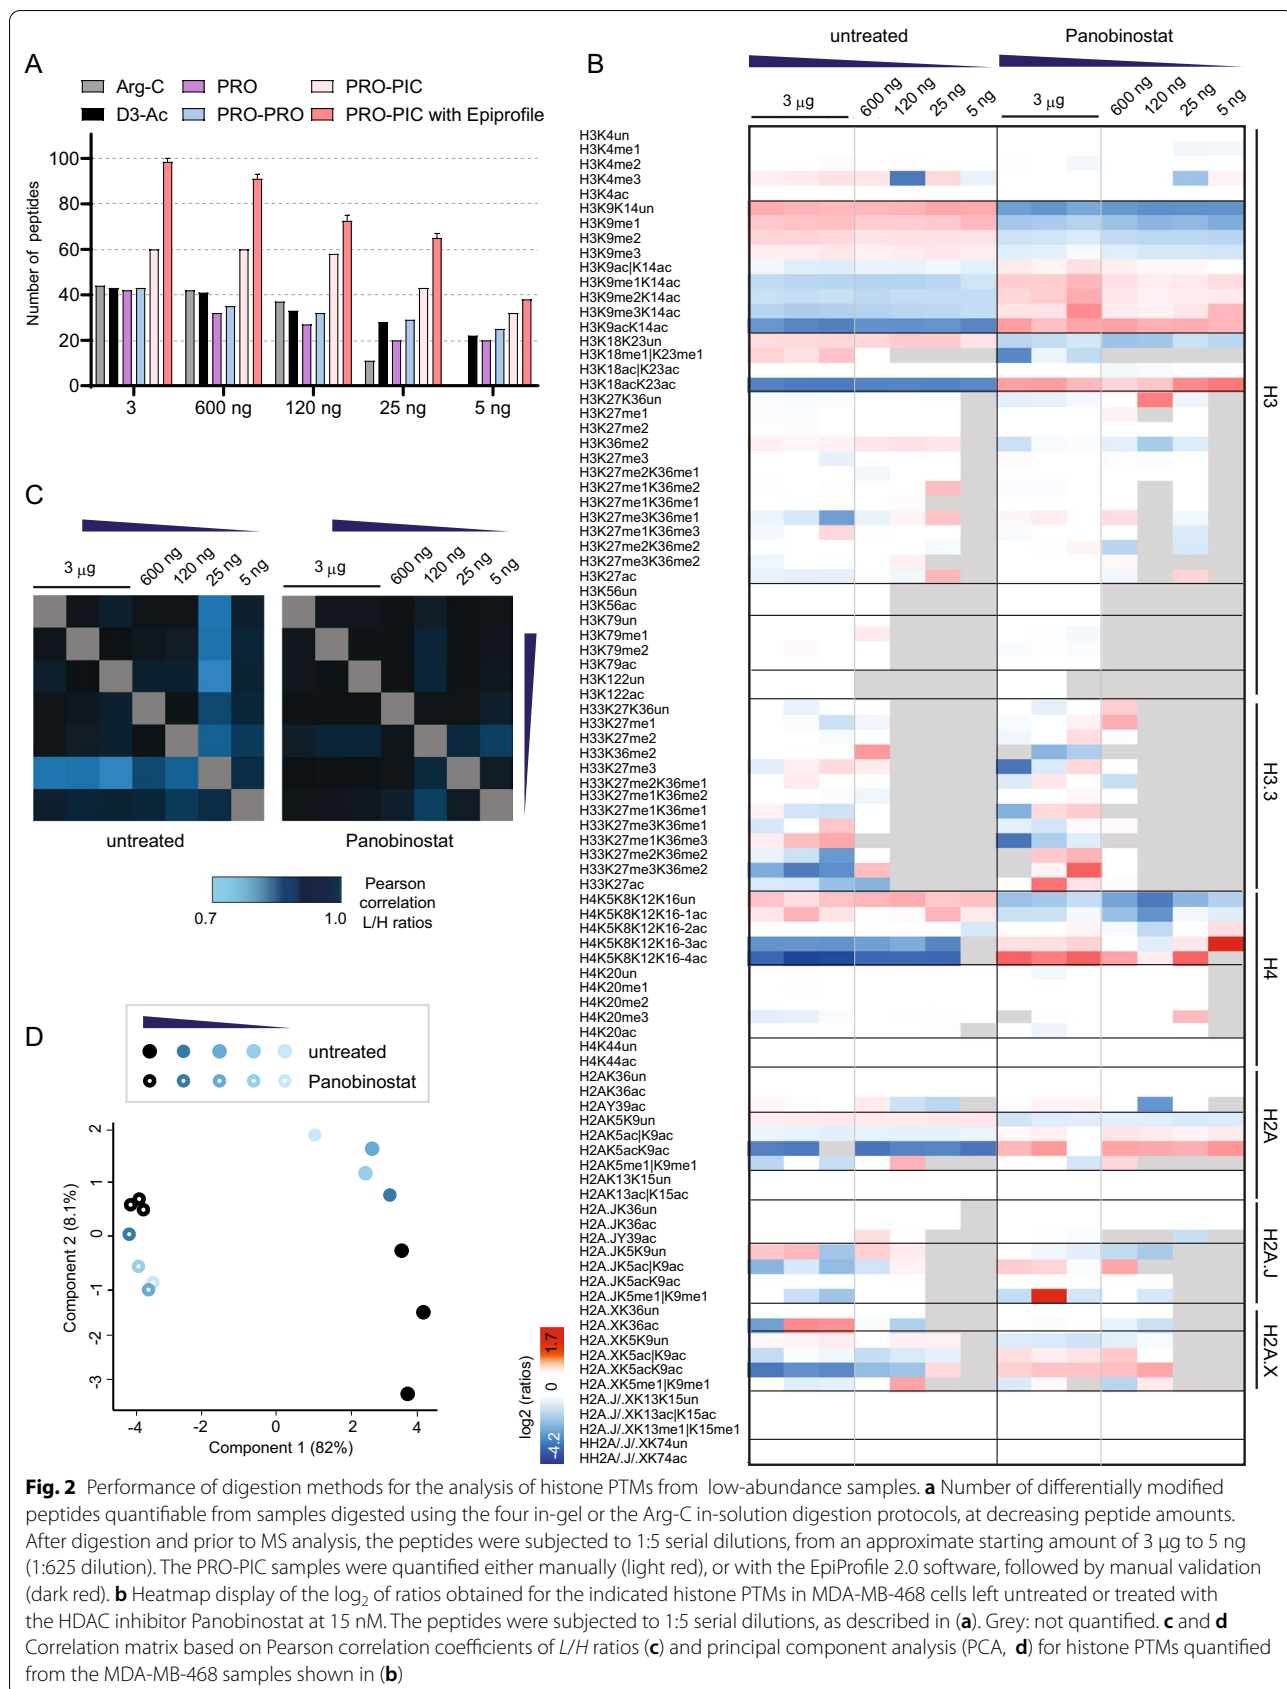 A
Arg-C
PRO
PRO-PIC
D3-Ac
PRO-PRO
PRO-PIC with Epiprofile
Number of peptides
100
80
60
40
20
0
3
600 ng
120 ng
25 ng
5 ng
B
untreated
Panobinostat
3 μg
600 ng
120 ng
25 ng
5 ng
3 μg
600 ng
120 ng
25 ng
5 ng
H3K4un
H3K4me1
H3K4me2
H3K4me3
H3K4ac
H3K9K14un
H3K9me1
H3K9me2
H3K9me3
H3K9ac|K14ac
H3K9me1K14ac
H3K9me2K14ac
H3K9me3K14ac
H3K9acK14ac
H3K18K23un
H3K18me1|K23me1
H3K18ac|K23ac
H3K18acK23ac
H3K27K36un
H3K27me1
H3K27me2
H3K36me2
H3K27me3
H3K27me2K36me1
H3K27me1K36me2
H3K27me1K36me1
H3K27me3K36me1
H3K27me1K36me3
H3K27me2K36me2
H3K27me3K36me2
H3K27ac
H3K56un
H3K56ac
H3K79un
H3K79me1
H3K79me2
H3K79ac
H3K122un
H3K122ac
H33K27K36un
H33K27me1
H33K27me2
H33K36me2
H33K27me3
H33K27me2K36me1
H33K27me1K36me2
H33K27me1K36me1
H33K27me3K36me1
H33K27me1K36me3
H33K27me2K36me2
H33K27me3K36me2
H33K27ac
H4K5K8K12K16un
H4K5K8K12K16-1ac
H4K5K8K12K16-2ac
H4K5K8K12K16-3ac
H4K5K8K12K16-4ac
H4K20un
H4K20me1
H4K20me2
H4K20me3
H4K20ac
H4K44un
H4K44ac
H2AK36un
H2AK36ac
H2AY39ac
H2AK5K9un
H2AK5ac|K9ac
H2AK5acK9ac
H2AK5me1|K9me1
H2AK13K15un
H2AK13ac|K15ac
H2A.JK36un
H2A.JK36ac
H2A.JY39ac
H2A.JK5K9un
H2A.JK5ac|K9ac
H2A.JK5acK9ac
H2A.JK5me1|K9me1
H2A.XK36un
H2A.XK36ac
H2A.XK5K9un
H2A.XK5ac|K9ac
H2A.XK5acK9ac
H2A.XK5me1|K9me1
H2A.J/.XK13K15un
H2A.J/.XK13ac|K15ac
H2A.J/.XK13me1|K15me1
HH2A/.J/.XK74un
HH2A/.J/.XK74ac
H3
H3.3
H4
H2A
H2A.J
H2A.X
log2 (ratios)
1.7
0
-4.2
C
3 μg
600 ng
120 ng
25 ng
5 ng
3 μg
600 ng
120 ng
25 ng
5 ng
untreated
Panobinostat
0.7
1.0
Pearson
correlation
L/H ratios
D
untreated
Panobinostat
Component 2 (8.1%)
2
1
0
-1
-2
-3
-4
-2
0
2
4
Component 1 (82%)
Fig. 2 Performance of digestion methods for the analysis of histone PTMs from low-abundance samples. a Number of differentially modified
peptides quantifiable from samples digested using the four in-gel or the Arg-C in-solution digestion protocols, at decreasing peptide amounts.
After digestion and prior to MS analysis, the peptides were subjected to 1:5 serial dilutions, from an approximate starting amount of 3 μg to 5 ng
(1:625 dilution). The PRO-PIC samples were quantified either manually (light red), or with the EpiProfile 2.0 software, followed by manual validation
(dark red). b Heatmap display of the log2 of ratios obtained for the indicated histone PTMs in MDA-MB-468 cells left untreated or treated with
the HDAC inhibitor Panobinostat at 15 nM. The peptides were subjected to 1:5 serial dilutions, as described in (a). Grey: not quantified. c and d
Correlation matrix based on Pearson correlation coefficients of L/H ratios (c) and principal component analysis (PCA, d) for histone PTMs quantified
from the MDA-MB-468 samples shown in (b)